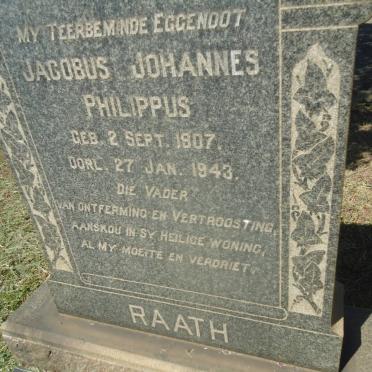 MY TEERBEMINDE EGGENOOT
JACOBUS JOHANNES
PHILIPPUS
GEB. 2 SEPT. 1907.
OORL. 27 JAN. 1943.
DIE VADER
VAN ONTFERMING EN VERTROOSTING,
AANSKOU IN SY HEILIGE WONING,
AL MY MOEITE EN VERDRIET.
RAATH